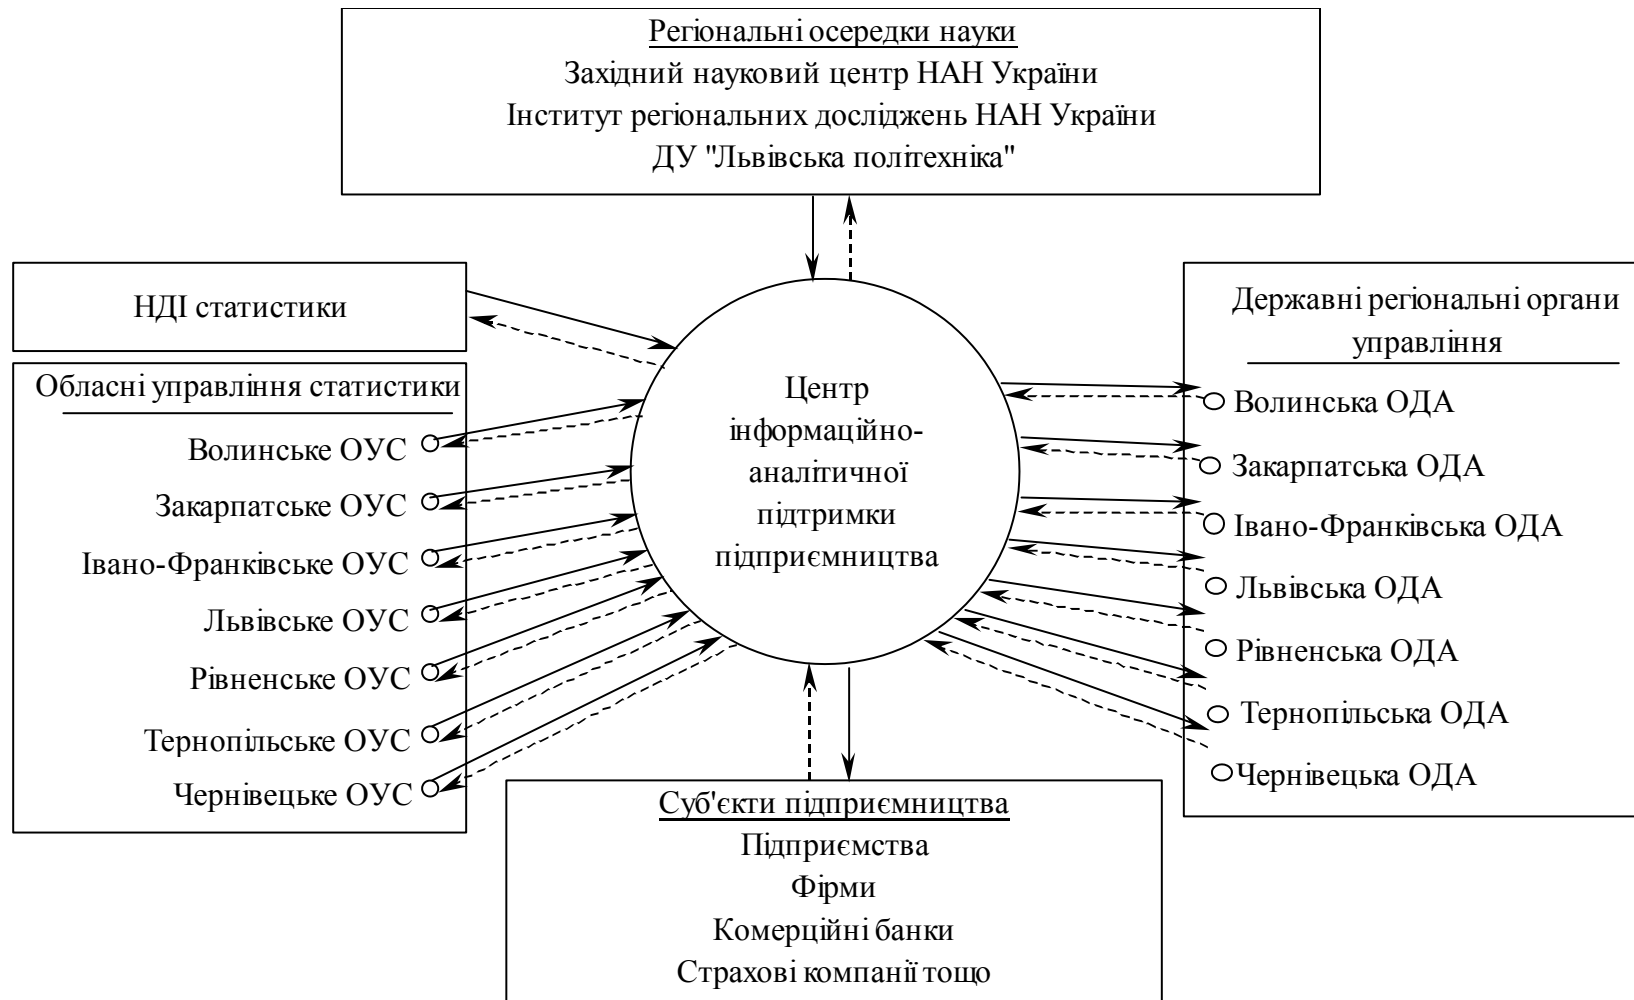 Регіональні осередки науки
Західний науковий центр НАН України
Інститут регіональних досліджень НАН України
ДУ "Львівська політехніка"
НДІ статистики
Обласні управління статистики
Волинське ОУС
Закарпатське ОУС
Івано-Франківське ОУС
Львівське ОУС
Рівненське ОУС
Тернопільське ОУС
Чернівецьке ОУС
Центр
інформаційно-
аналітичної
підтримки
підприємництва
Державні регіональні органи
управління
Волинська ОДА
Закарпатська ОДА
Івано-Франківська ОДА
Львівська ОДА
Рівненська ОДА
Тернопільська ОДА
Чернівецька ОДА
Суб'єкти підприємництва
Підприємства
Фірми
Комерційні банки
Страхові компанії тощо